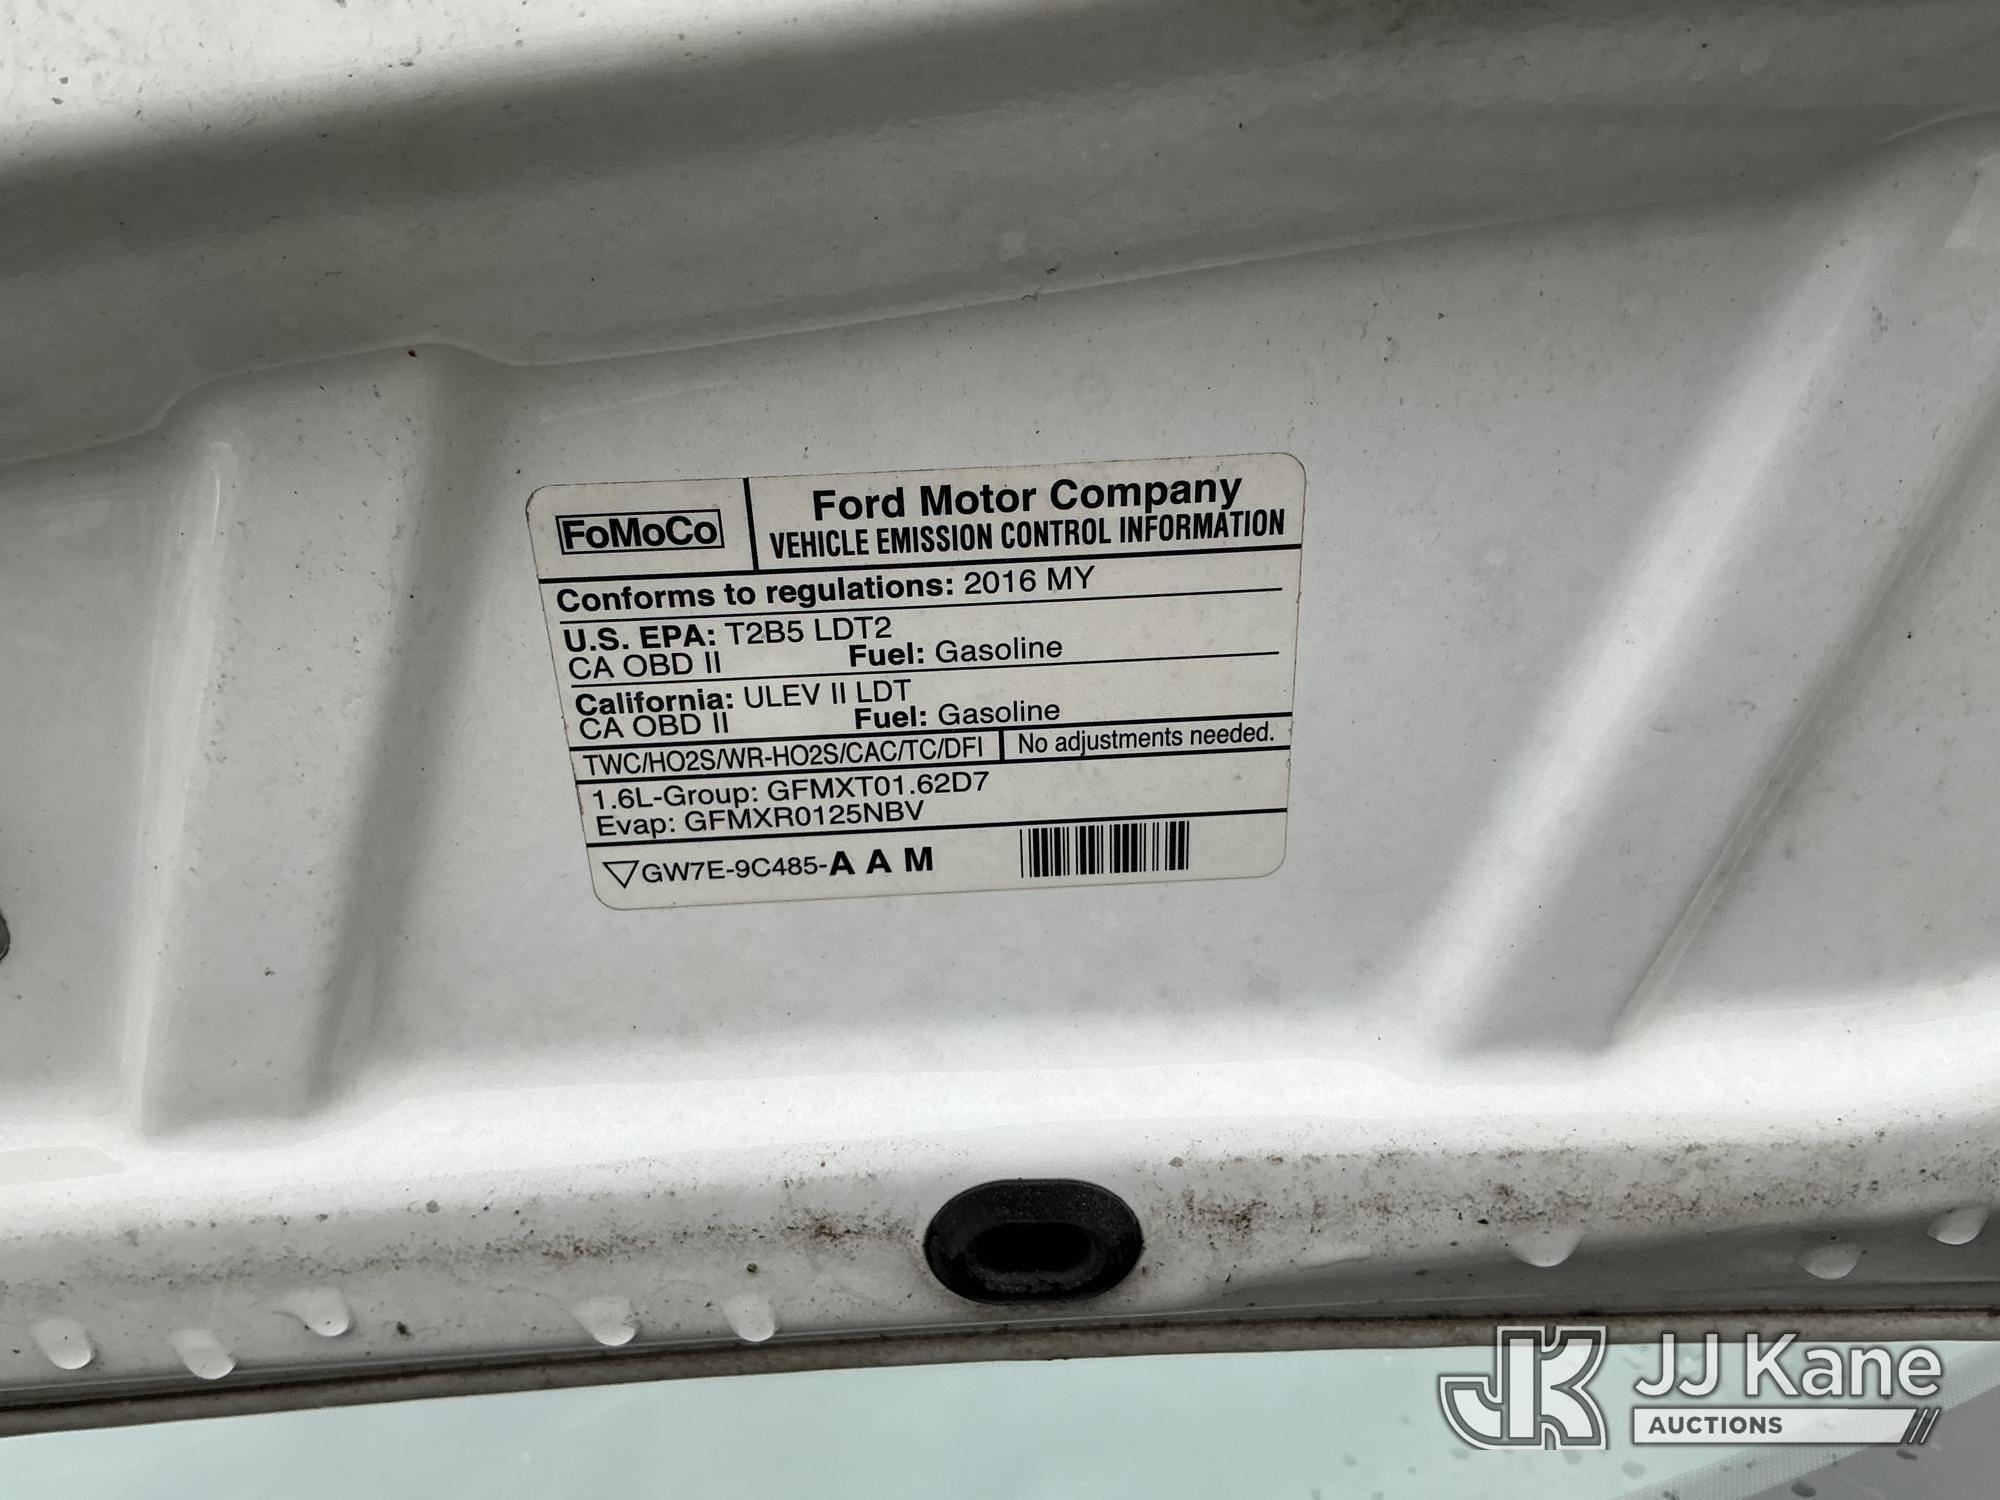 FoMoCo
Ford Motor Company
VEHICLE EMISSION CONTROL INFORMATION
Conforms to regulations: 2016 MY
U.S. EPA: T2B5 LDT2
CA OBD II Fuel: Gasoline
California: ULEV II LDT
CA OBD II Fuel: Gasoline
TWC/HO2S/WR-HO2S/CAC/TC/DFI No adjustments needed.
1.6L-Group: GFMXT01.62D7
Evap: GFMXR0125NBV
GW7E-9C485-A A M
JK JJ Kane
AUCTIONS